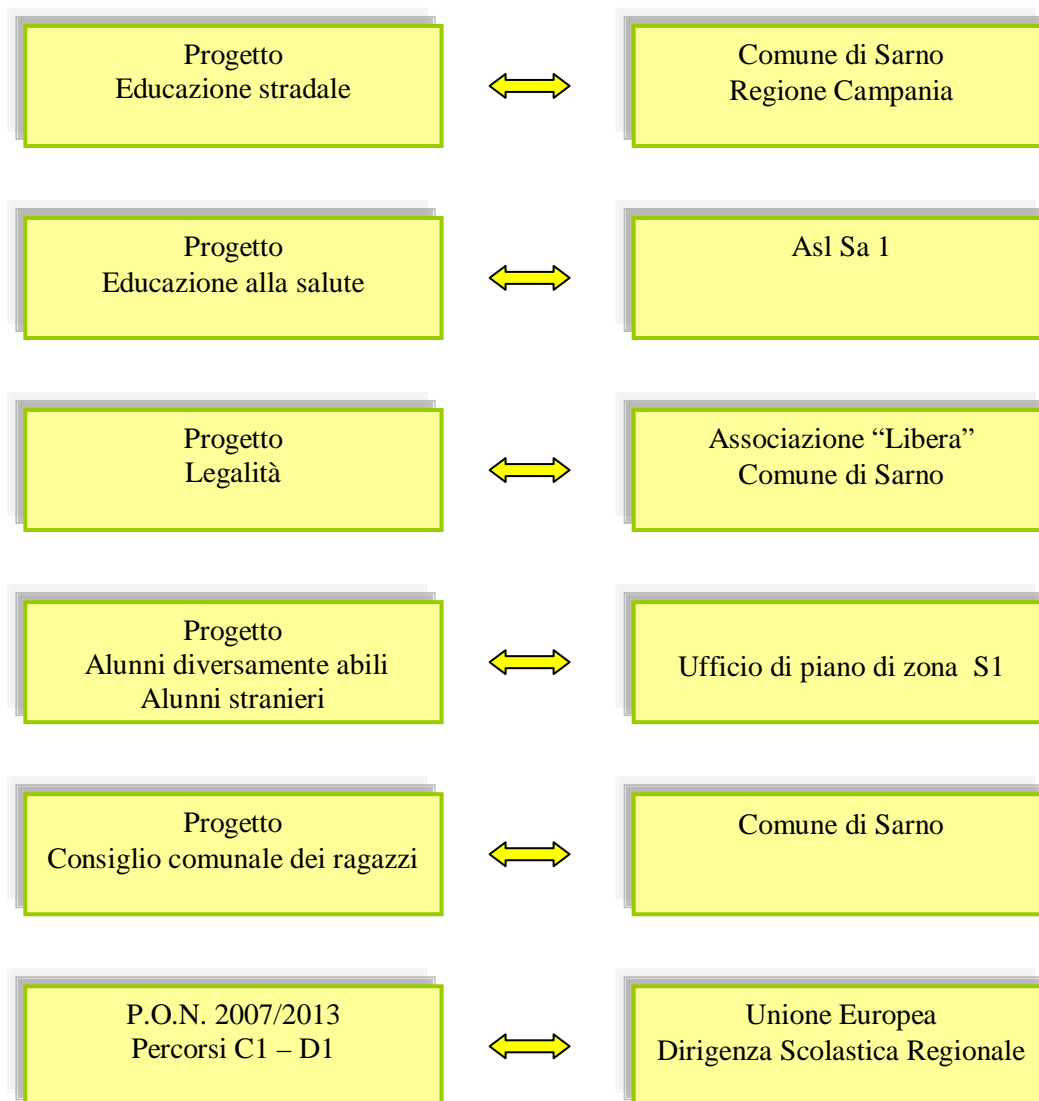 Progetto
Educazione stradale
Comune di Sarno
Regione Campania
Progetto
Educazione alla salute
Asl Sa 1
Progetto
Legalità
Associazione “Libera”
Comune di Sarno
Progetto
Alunni diversamente abili
Alunni stranieri
Ufficio di piano di zona  S1
Progetto
Consiglio comunale dei ragazzi
Comune di Sarno
P.O.N. 2007/2013
Percorsi C1 – D1
Unione Europea
Dirigenza Scolastica Regionale